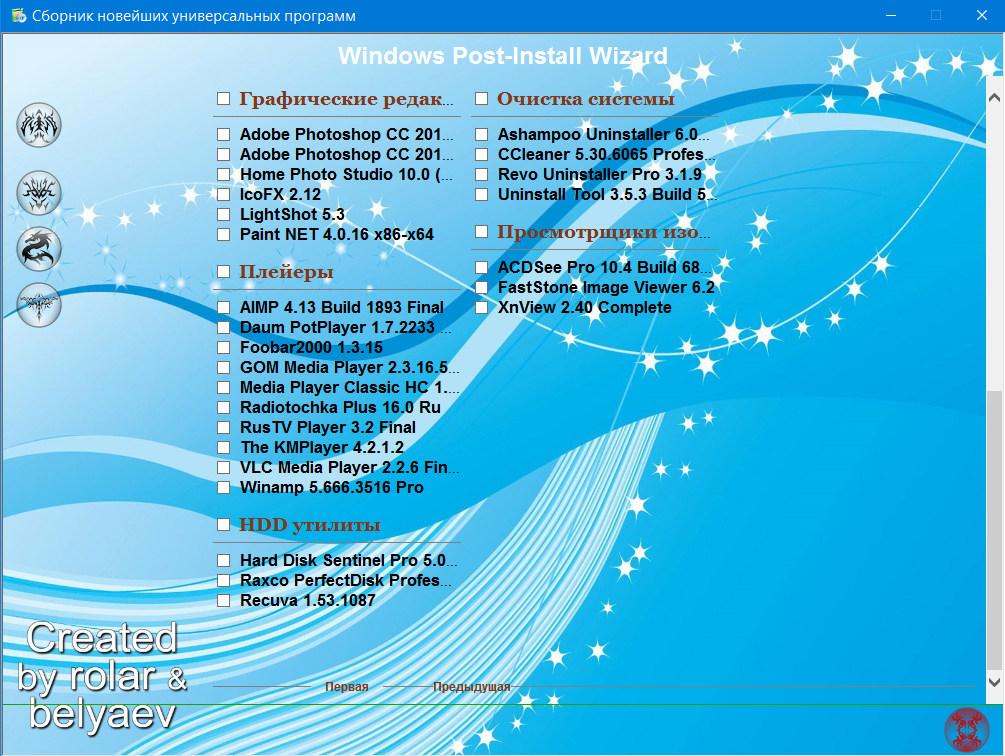 Сборник новейших универсальных программ
Windows Post-Install Wizard
Графические редак...
Adobe Photoshop CC 201...
Adobe Photoshop CC 201...
Home Photo Studio 10.0 (...
IcoFX 2.12
LightShot 5.3
Paint NET 4.0.16 x86-x64
Плейеры
AIMP 4.13 Build 1893 Final
Daum PotPlayer 1.7.2233 ...
Foobar2000 1.3.15
GOM Media Player 2.3.16.5...
Media Player Classic HC 1....
Radiotochka Plus 16.0 Ru
RusTV Player 3.2 Final
The KMPlayer 4.2.1.2
VLC Media Player 2.2.6 Fin...
Winamp 5.666.3516 Pro
HDD утилиты
Hard Disk Sentinel Pro 5.0...
Raxco PerfectDisk Profes...
Recuva 1.53.1087
Очистка системы
Ashampoo Uninstaller 6.0...
CCleaner 5.30.6065 Profes...
Revo Uninstaller Pro 3.1.9
Uninstall Tool 3.5.3 Build 5...
Просмотрщики изо...
ACDSee Pro 10.4 Build 68...
FastStone Image Viewer 6.2
XnView 2.40 Complete
Created
by rolar &
belyaev
Первая Предыдущая